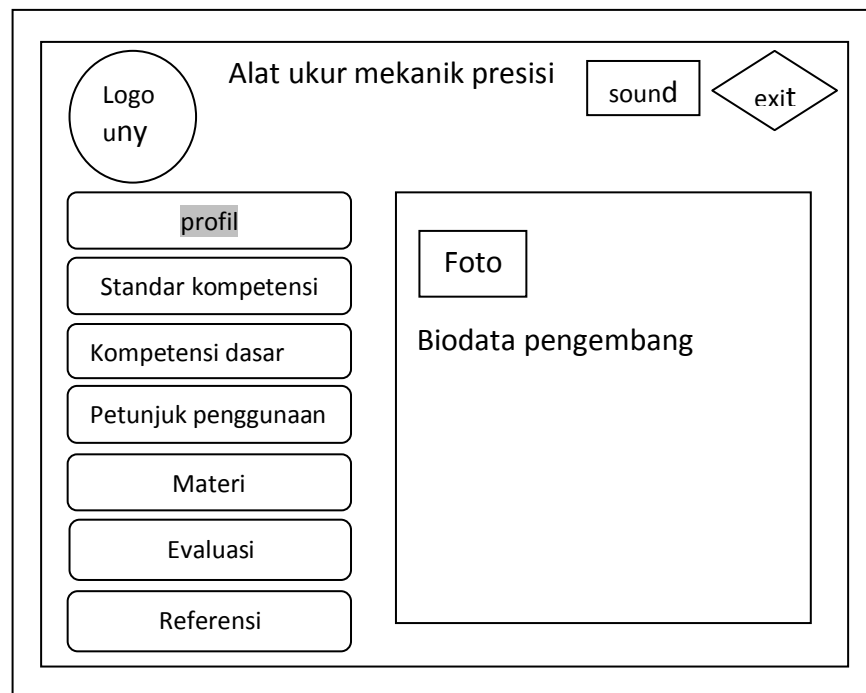 Logo
uny
Alat ukur mekanik presisi
sound
exit
profil
Standar kompetensi
Kompetensi dasar
Petunjuk penggunaan
Materi
Evaluasi
Referensi
Foto
Biodata pengembang